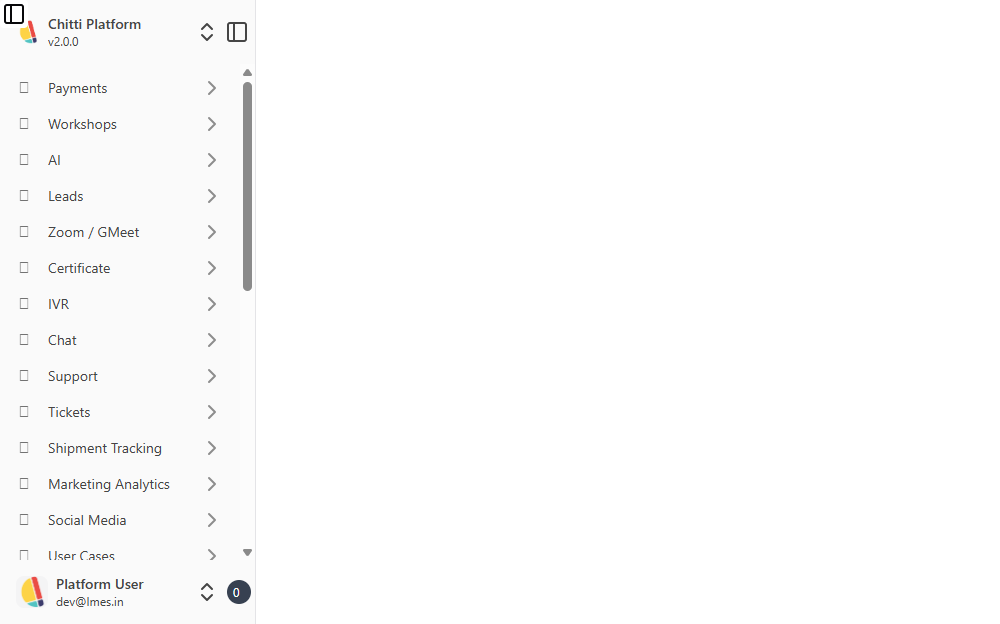 Chitti Platform
v2.0.0
Payments
Workshops
AI
Leads
Zoom / GMeet
Certificate
IVR
Chat
Support
Tickets
Shipment Tracking
Marketing Analytics
Social Media
User Cases
Platform User
dev@lmes.in
0